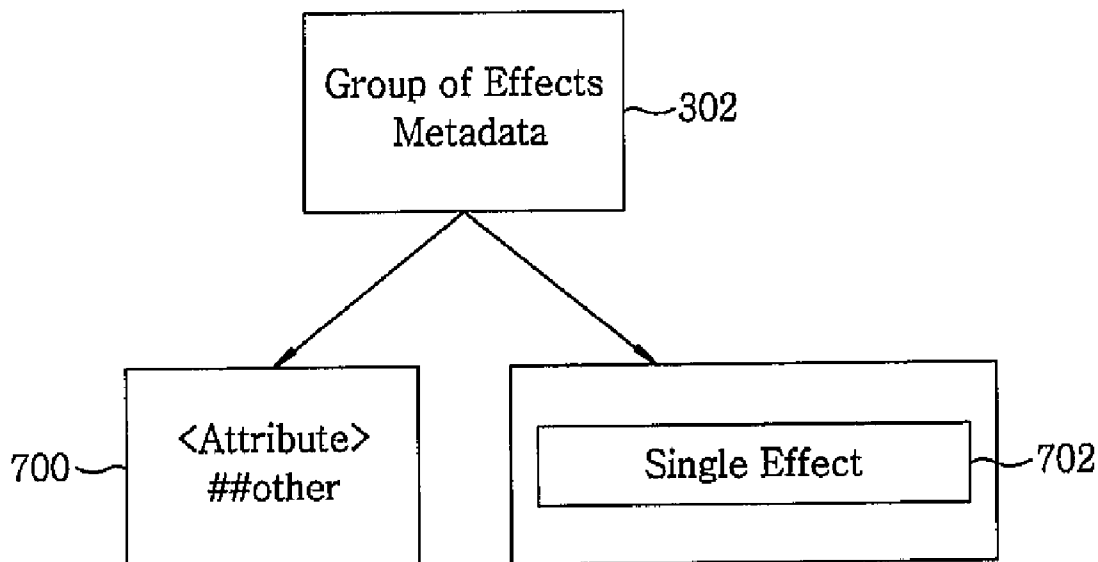 Group of Effects
Metadata
302
<Attribute>
##other
700
Single Effect
702